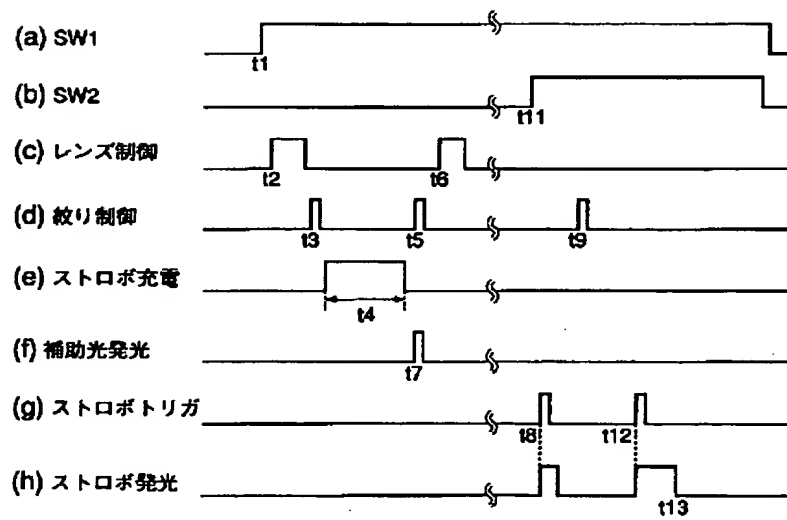 (a) SW1
t1
(b) SW2
t11
(c) レンズ制御
t2
t6
(d) 絞り制御
t3
t5
t9
(e) ストロボ充電
t4
(f) 補助光発光
t7
(g) ストロボトリガ
t8
t12
(h) ストロボ発光
t13